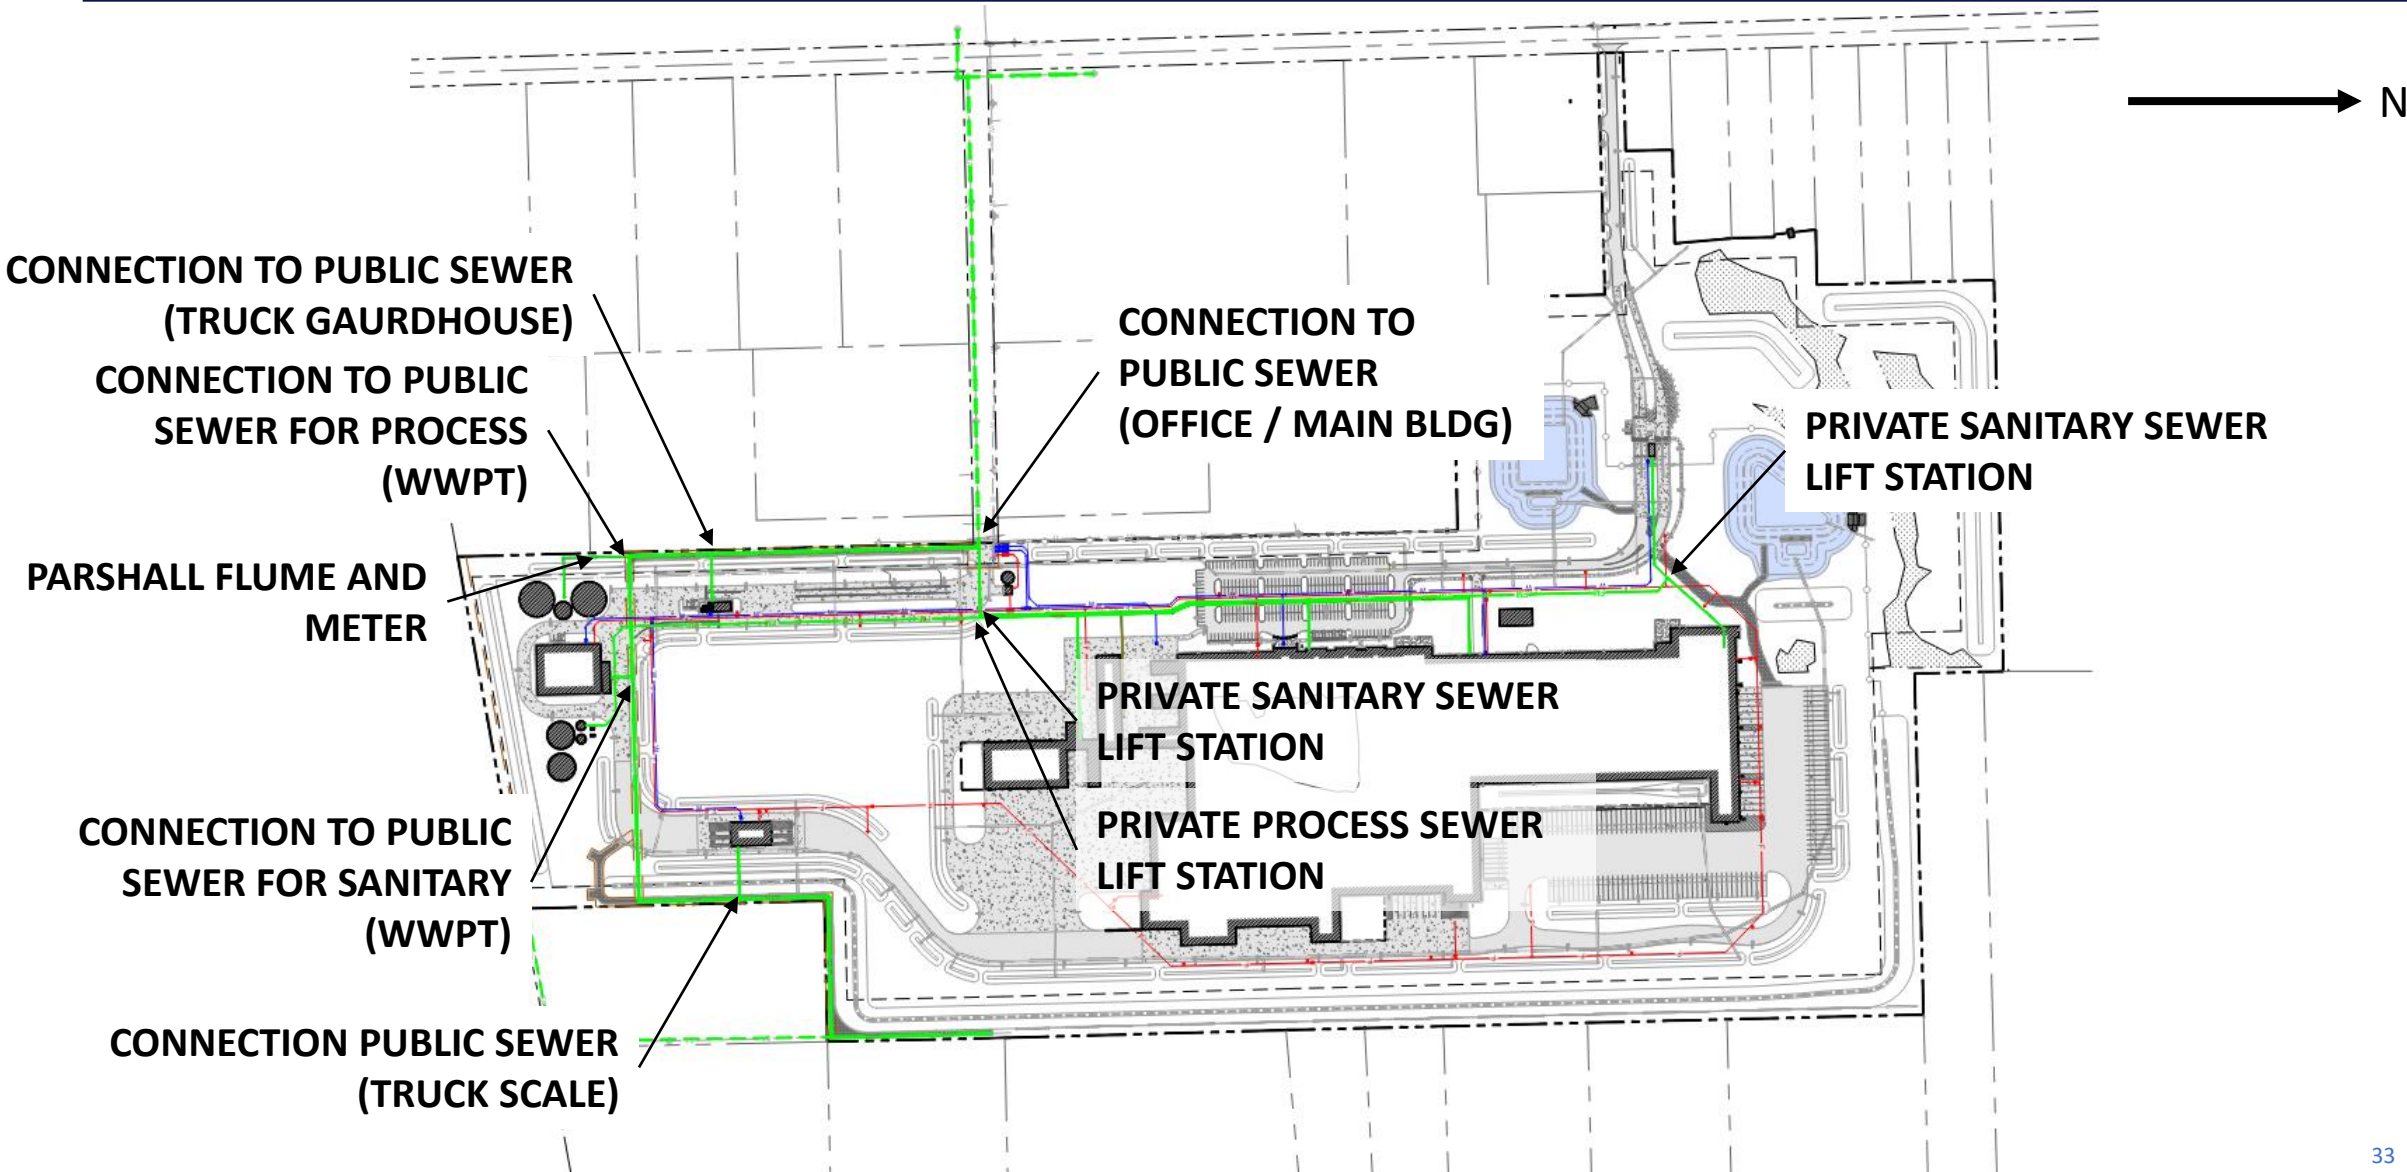 N
CONNECTION TO PUBLIC SEWER
(TRUCK GAURDHOUSE)
CONNECTION TO PUBLIC
SEWER FOR PROCESS
(WWPT)
PARSHALL FLUME AND
METER
CONNECTION TO
PUBLIC SEWER
(OFFICE / MAIN BLDG)
PRIVATE SANITARY SEWER
LIFT STATION
PRIVATE SANITARY SEWER
LIFT STATION
PRIVATE PROCESS SEWER
LIFT STATION
CONNECTION TO PUBLIC
SEWER FOR SANITARY
(WWPT)
CONNECTION PUBLIC SEWER
(TRUCK SCALE)
33